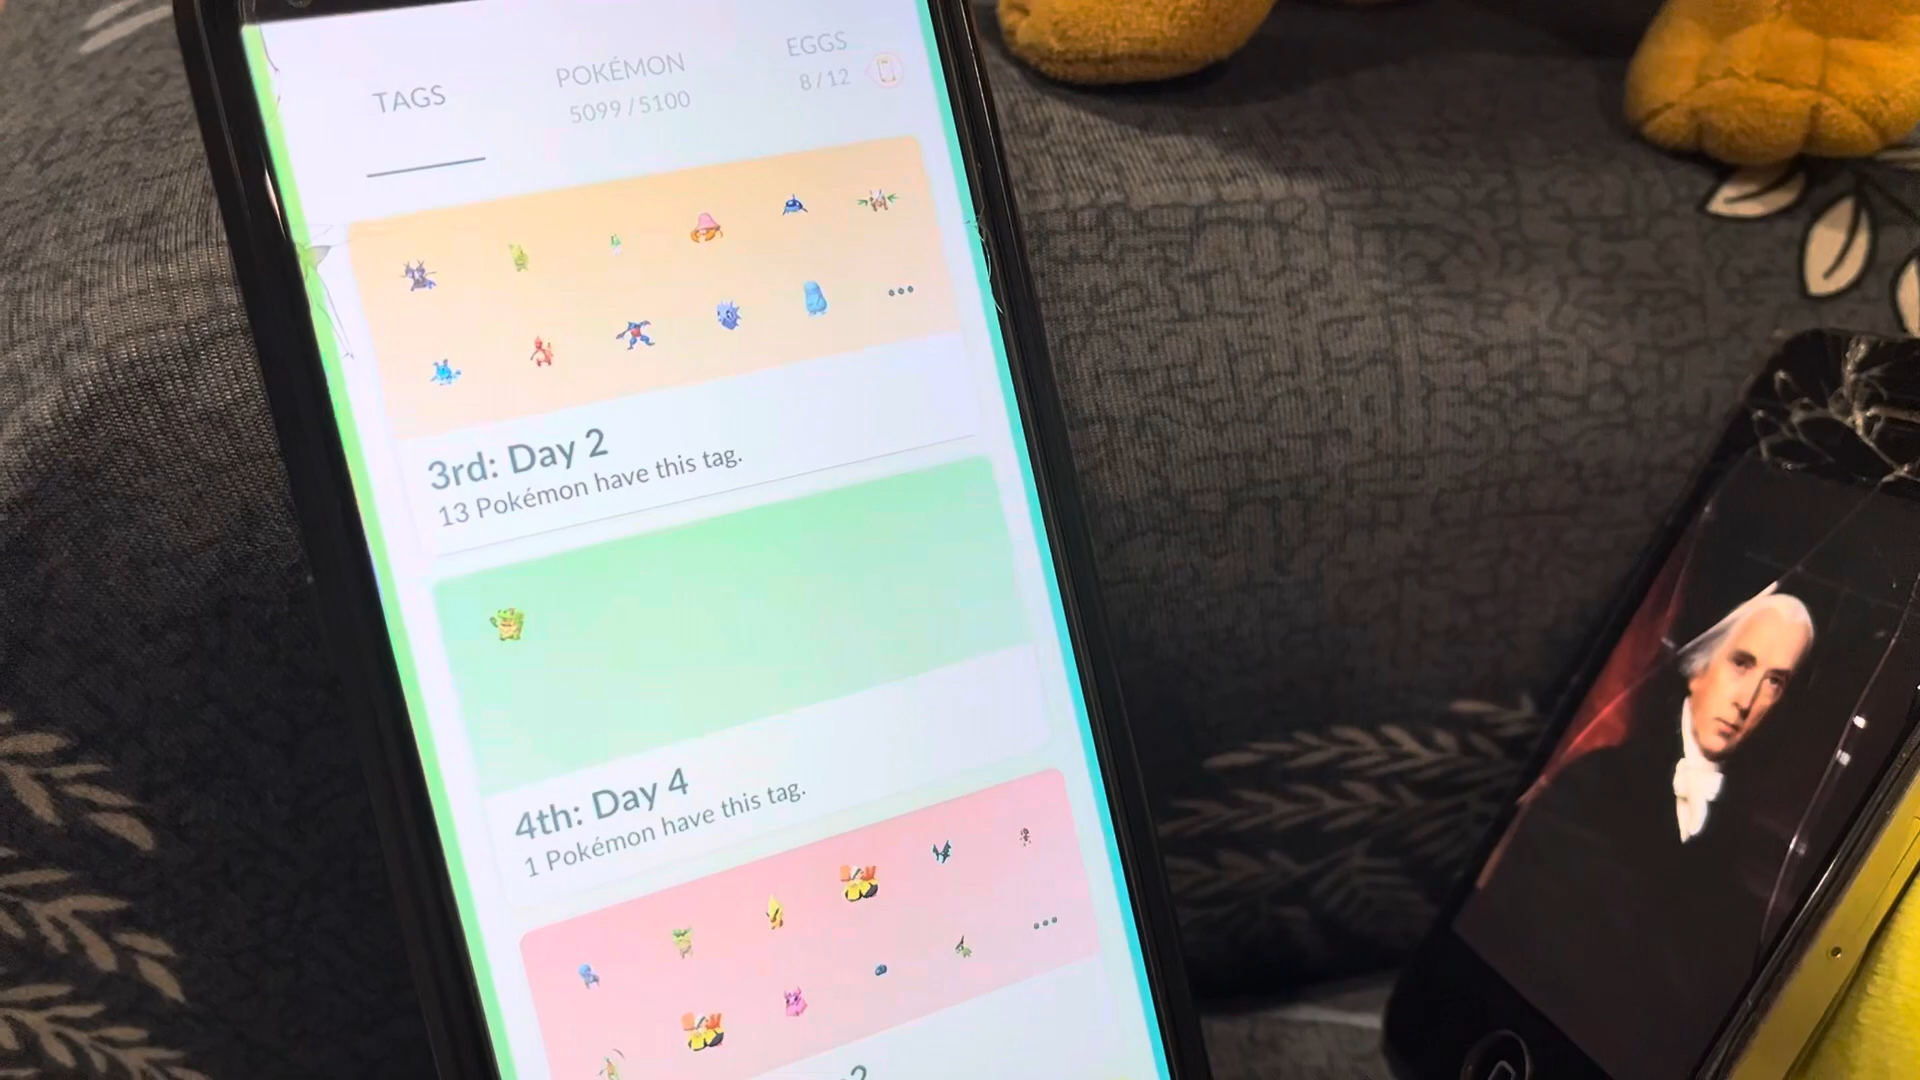 TAGS
POKÉMON
5099 / 5100
EGGS
8 / 12
3rd: Day 2
13 Pokémon have this tag.
4th: Day 4
1 Pokémon have this tag.